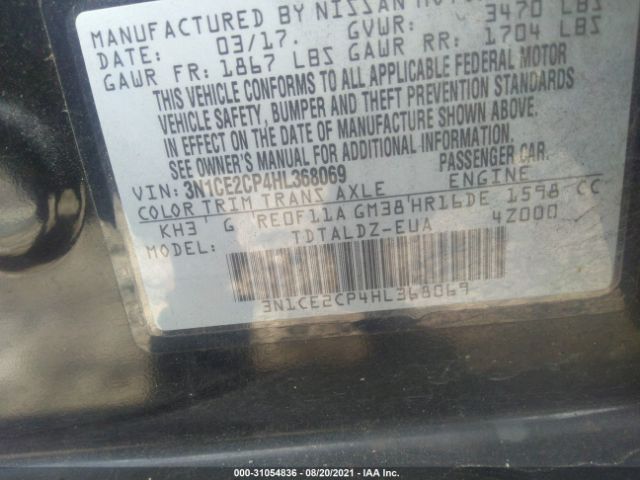 MANUFACTURED BY NISSAN
DATE: 03/17. GVWR: 3470 LBS
GAWR FR: 1867 LBS GAWR RR: 1704 LBS
THIS VEHICLE CONFORMS TO ALL APPLICABLE FEDERAL MOTOR
VEHICLE SAFETY, BUMPER AND THEFT PREVENTION STANDARDS
IN EFFECT ON THE DATE OF MANUFACTURE SHOWN ABOVE.
SEE OWNER'S MANUAL FOR ADDITIONAL INFORMATION.
VIN: 3N1CE2CP4HL368069 PASSENGER CAR.
COLOR TRIM TRANS AXLE ENGINE
KH3 G RE0F11A GM38 HR16DE 1598 CC
MODEL: TDTALDZ-EUA 4Z000
3N1CE2CP4HL368069
000-31054836 - 08/20/2021 - IAA Inc.